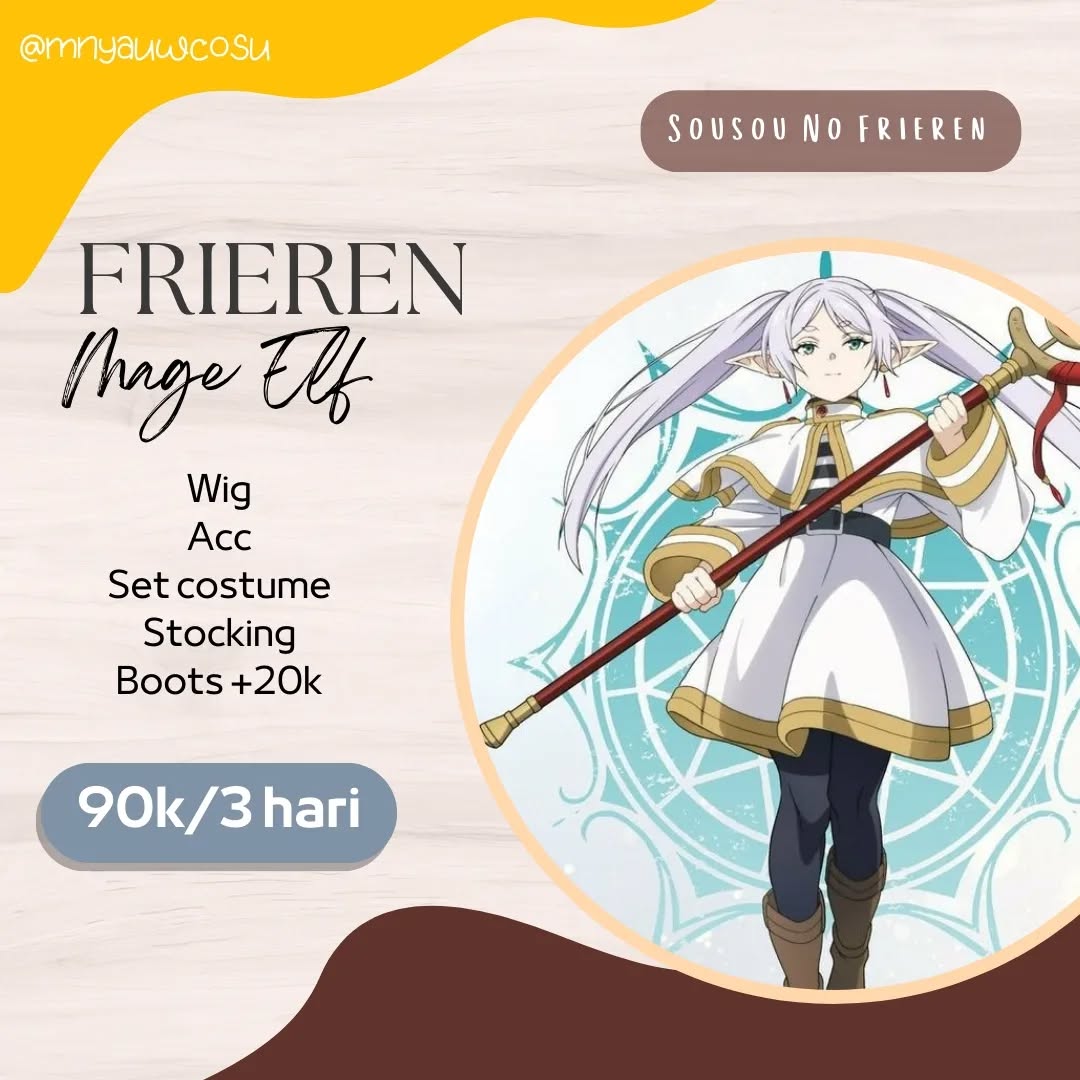 @mnyauwcosu
Sousou No Frieren
FRIEREN
Mage Elf
Wig
Acc
Set costume
Stocking
Boots +20k
90k/3 hari